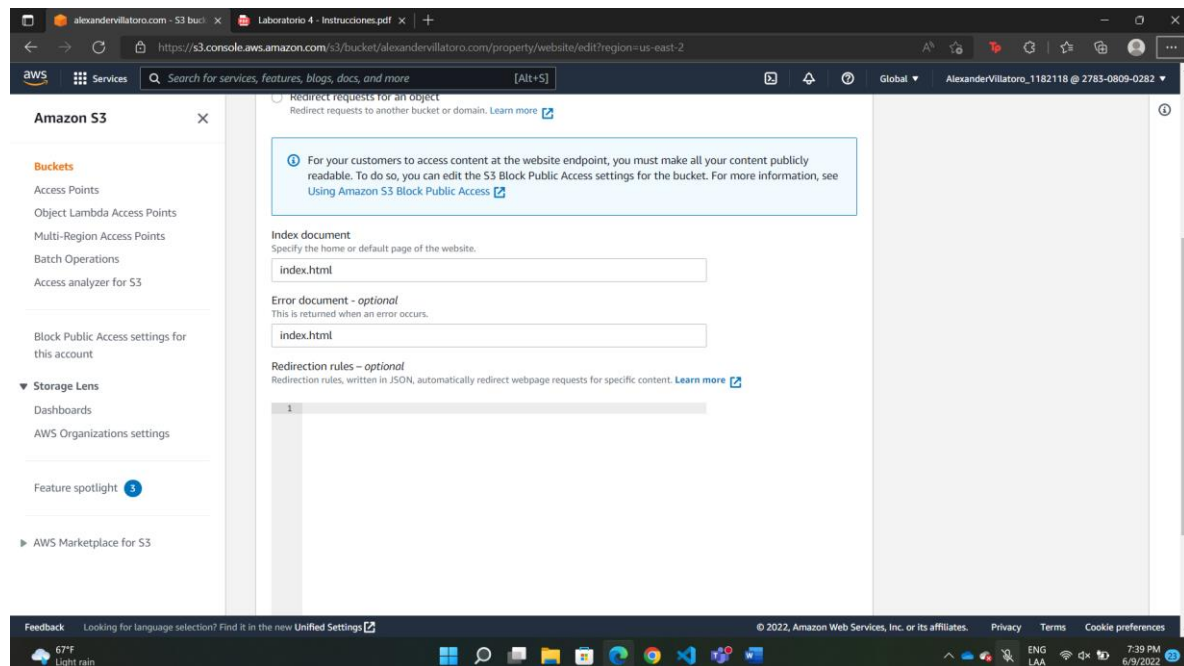 alexandervillatoro.com - S3 buck
Laboratorio 4 - Instrucciones.pdf
https://s3.console.aws.amazon.com/s3/bucket/alexandervillatoro.com/property/website/edit?region=us-east-2
aws
Services
Search for services, features, blogs, docs, and more
[Alt+S]
Global
AlexanderVillatoro_1182118 @ 2783-0809-0282
Amazon S3
Buckets
Access Points
Object Lambda Access Points
Multi-Region Access Points
Batch Operations
Access analyzer for S3
Block Public Access settings for
this account
Storage Lens
Dashboards
AWS Organizations settings
Feature spotlight 3
AWS Marketplace for S3
Redirect requests for an object
Redirect requests to another bucket or domain. Learn more
For your customers to access content at the website endpoint, you must make all your content publicly
readable. To do so, you can edit the S3 Block Public Access settings for the bucket. For more information, see
Using Amazon S3 Block Public Access
Index document
Specify the home or default page of the website.
index.html
Error document - optional
This is returned when an error occurs.
index.html
Redirection rules – optional
Redirection rules, written in JSON, automatically redirect webpage requests for specific content. Learn more
1
Feedback
Looking for language selection? Find it in the new Unified Settings
© 2022, Amazon Web Services, Inc. or its affiliates.
Privacy
Terms
Cookie preferences
67°F
Light rain
ENG
LAA
7:39 PM
6/9/2022
23